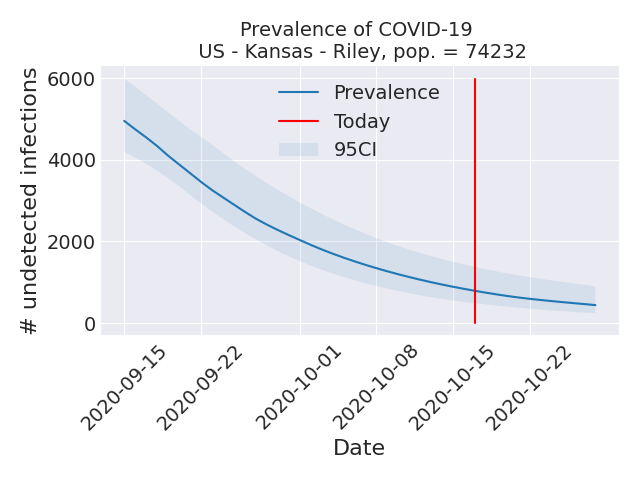 Prevalence of COVID-19
US - Kansas - Riley, pop. = 74232
# undetected infections
6000
4000
2000
0
Prevalence
Today
95CI
2020-09-15
2020-09-22
2020-10-01
2020-10-08
2020-10-15
2020-10-22
Date